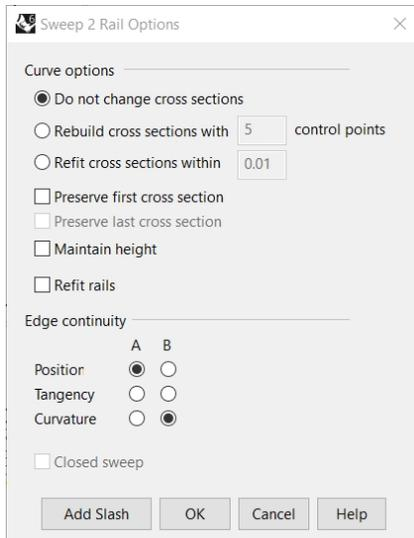 6
Sweep 2 Rail Options
Curve options
Do not change cross sections
Rebuild cross sections with 5 control points
Refit cross sections within 0.01
Preserve first cross section
Preserve last cross section
Maintain height
Refit rails
Edge continuity
A B
Position
Tangency
Curvature
Closed sweep
Add Slash OK Cancel Help